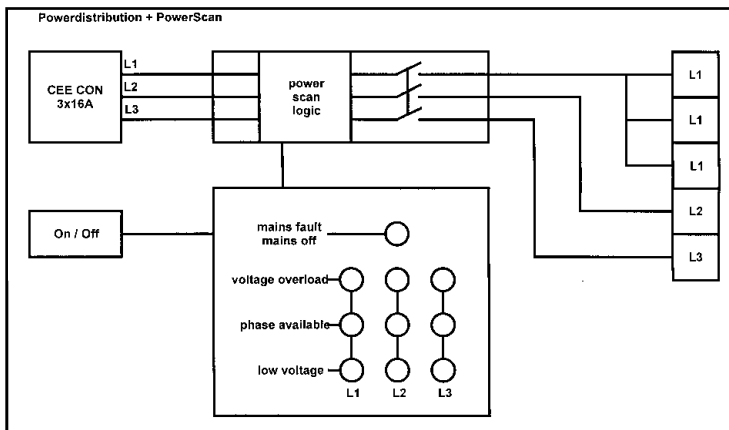 Powerdistribution + PowerScan
CEE CON
3x16A
L1
L2
L3
power
scan
logic
L1
L1
L1
L2
L3
On / Off
mains fault
mains off
voltage overload
phase available
low voltage
L1 L2 L3